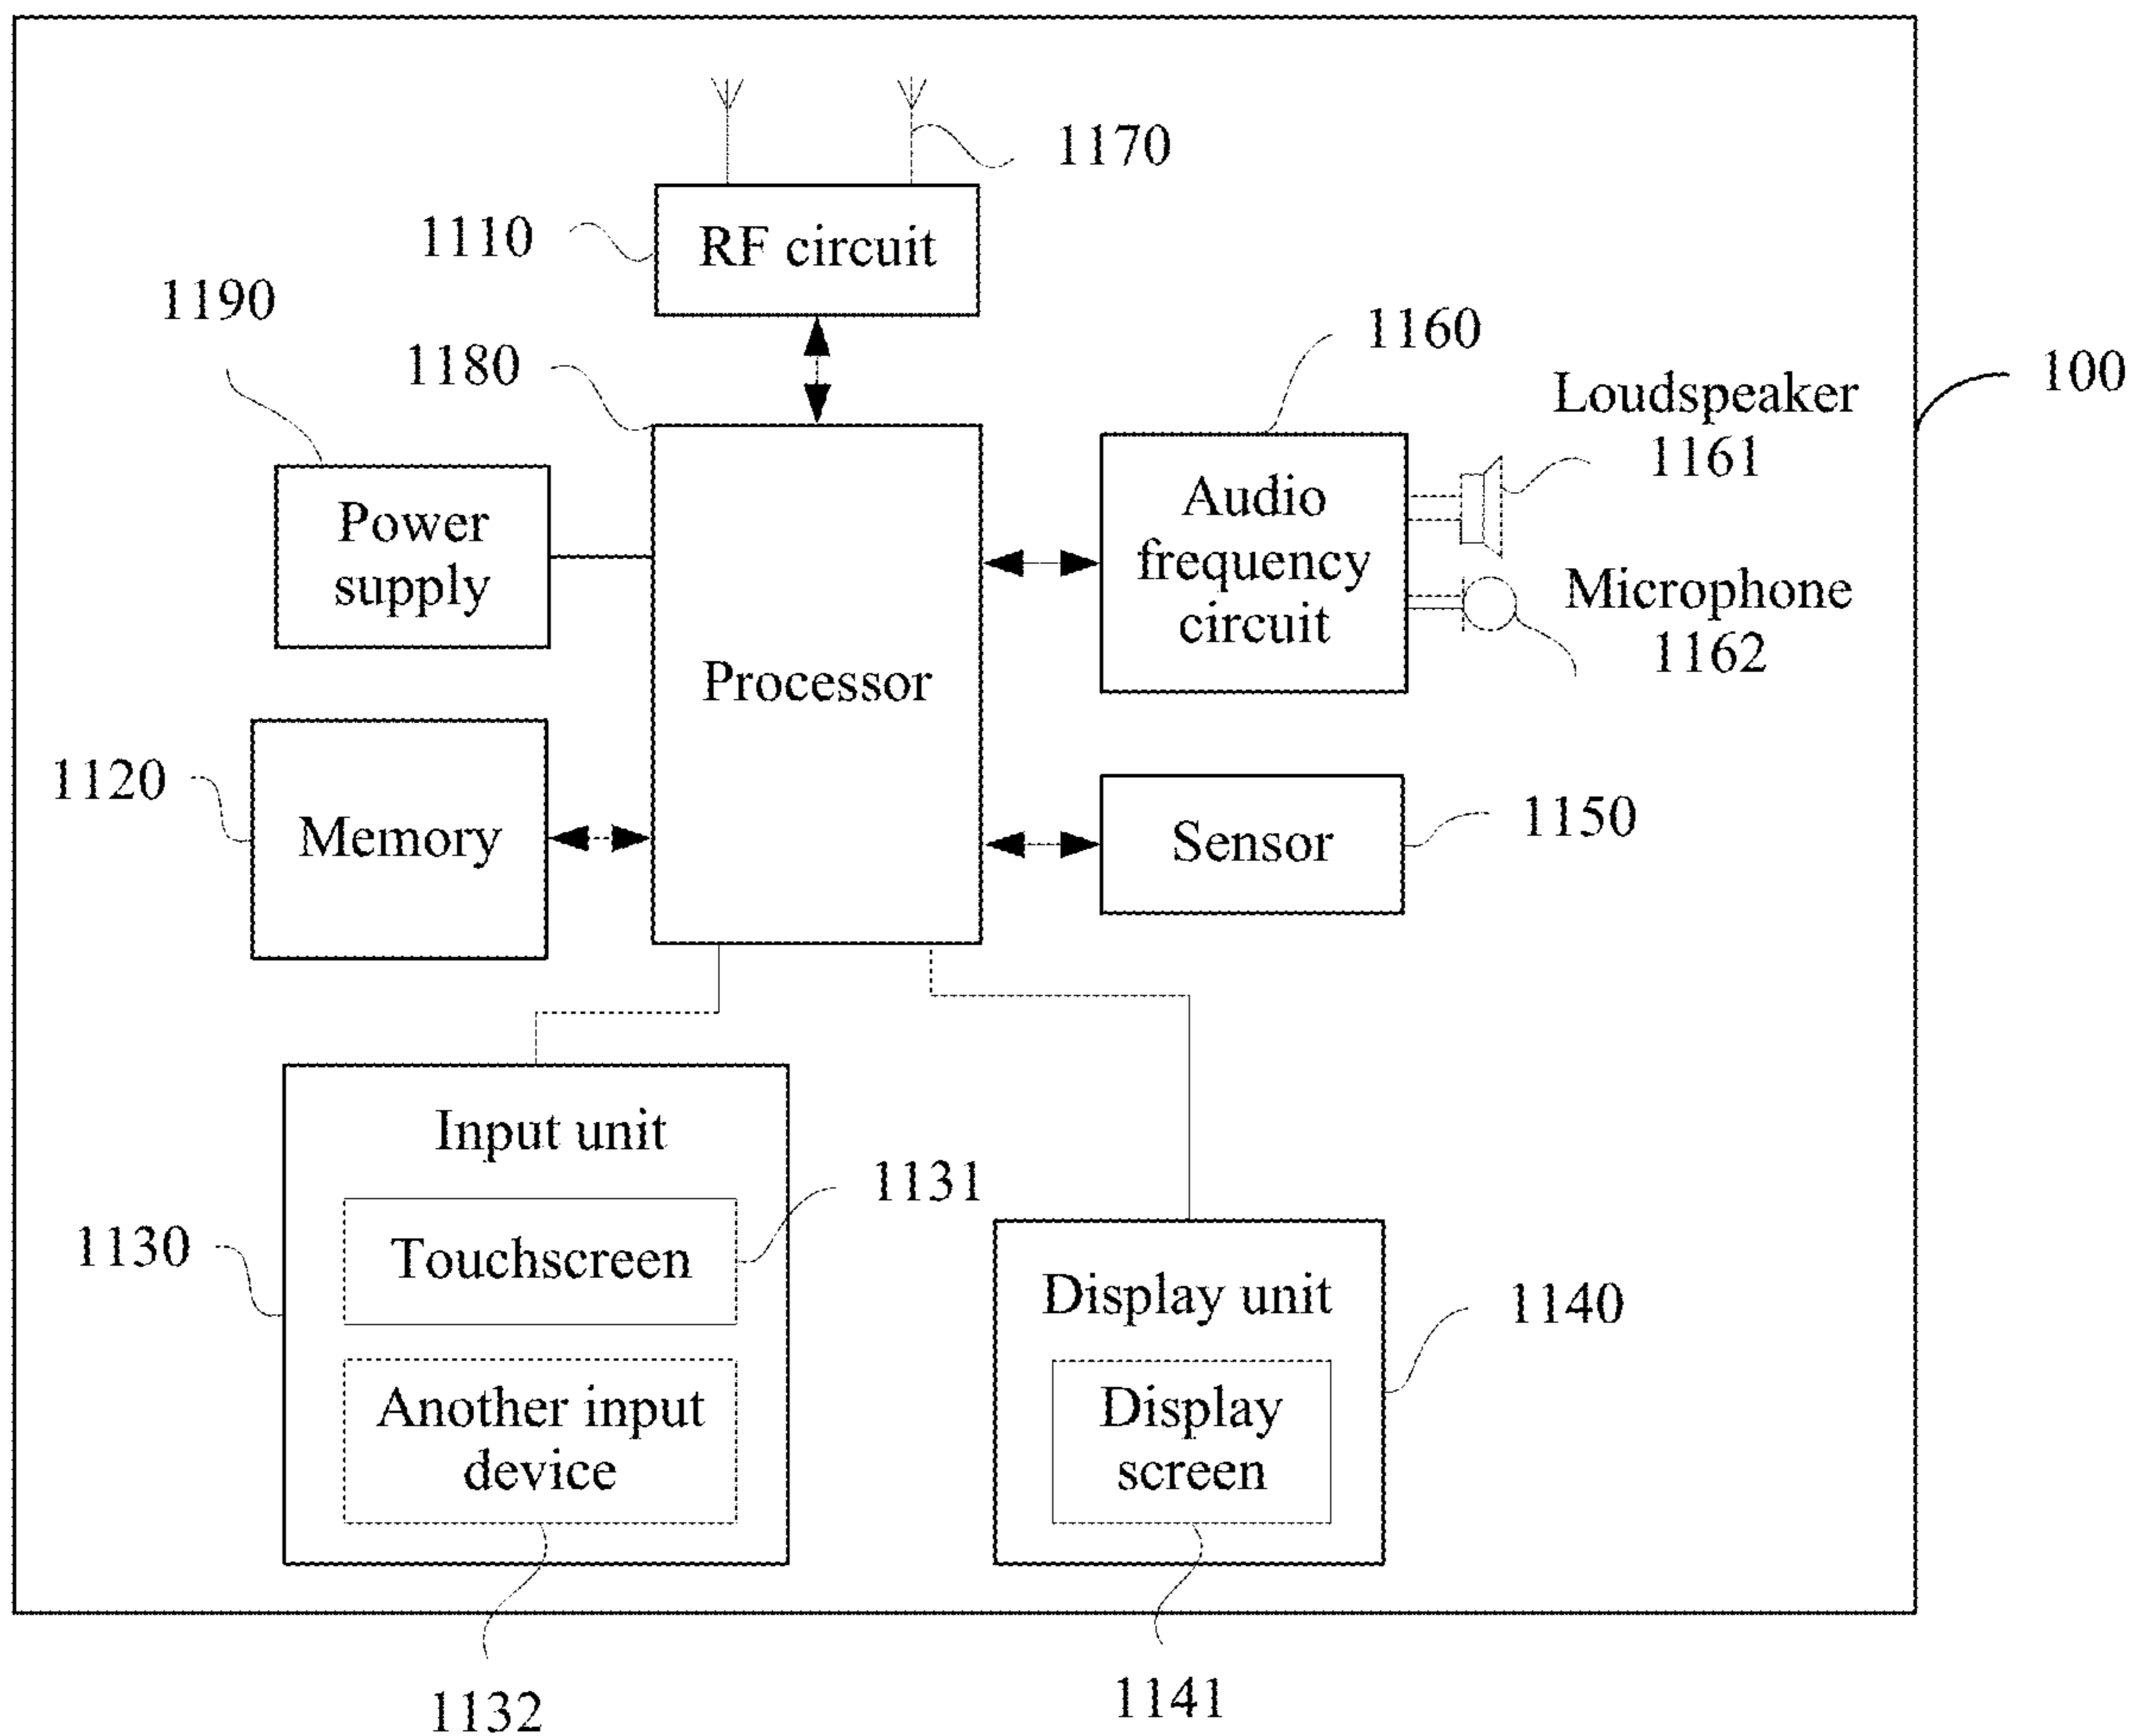 1170
1110
RF circuit
1190
1180
1160
100
Loudspeaker
1161
Power
supply
Audio
frequency
circuit
Microphone
1162
Processor
1120
Memory
Sensor
1150
Input unit
1131
1130
Touchscreen
Display unit
1140
Another input
device
Display
screen
1132
1141